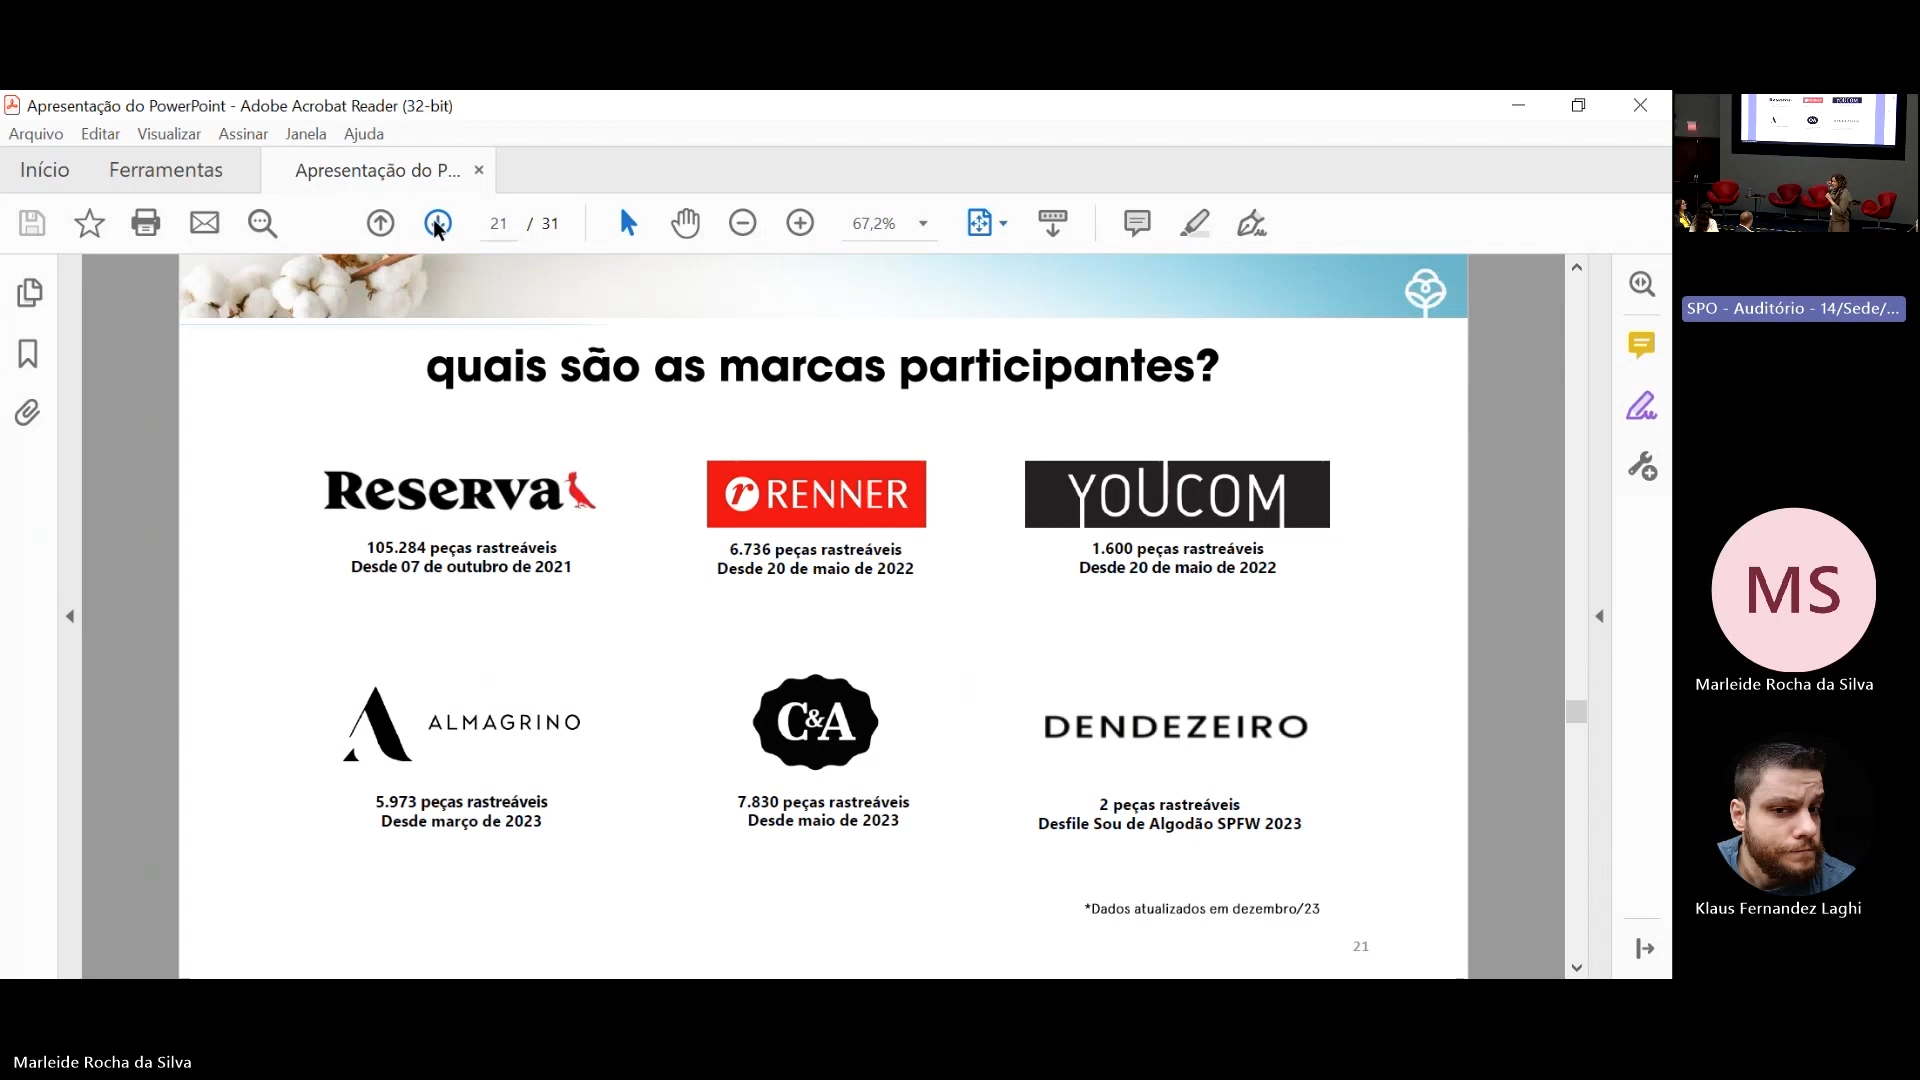 Apresentação do PowerPoint - Adobe Acrobat Reader (32-bit)
Arquivo Editar Visualizar Assinar Janela Ajuda
Início Ferramentas Apresentação do P...
21 / 31 67,2%
quais são as marcas participantes?
Reserva
105.284 peças rastreáveis
Desde 07 de outubro de 2021
r RENNER
6.736 peças rastreáveis
Desde 20 de maio de 2022
YOUCOM
1.600 peças rastreáveis
Desde 20 de maio de 2022
ALMAGRINO
5.973 peças rastreáveis
Desde março de 2023
C&A
7.830 peças rastreáveis
Desde maio de 2023
DENDEZEIRO
2 peças rastreáveis
Desfile Sou de Algodão SPFW 2023
*Dados atualizados em dezembro/23
21
Reserva RENNER YOUCOM
C&A
SPO - Auditório - 14/Sede/...
MS
Marleide Rocha da Silva
Klaus Fernandez Laghi
Marleide Rocha da Silva